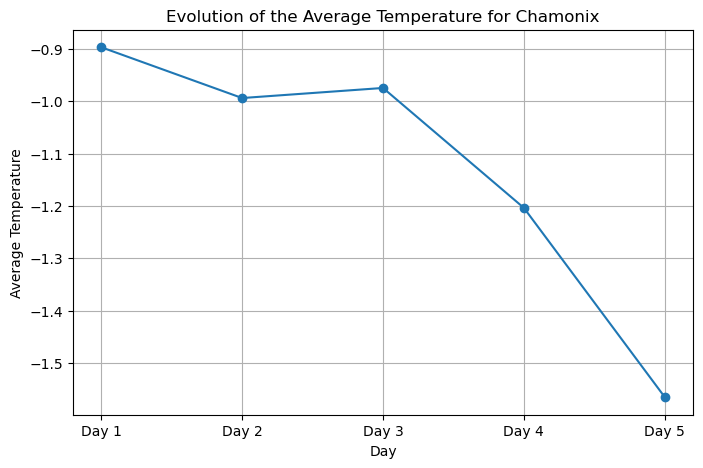 Evolution of the Average Temperature for Chamonix
Average Temperature
−0.9
−1.0
−1.1
−1.2
−1.3
−1.4
−1.5
Day 1 Day 2 Day 3 Day 4 Day 5
Day